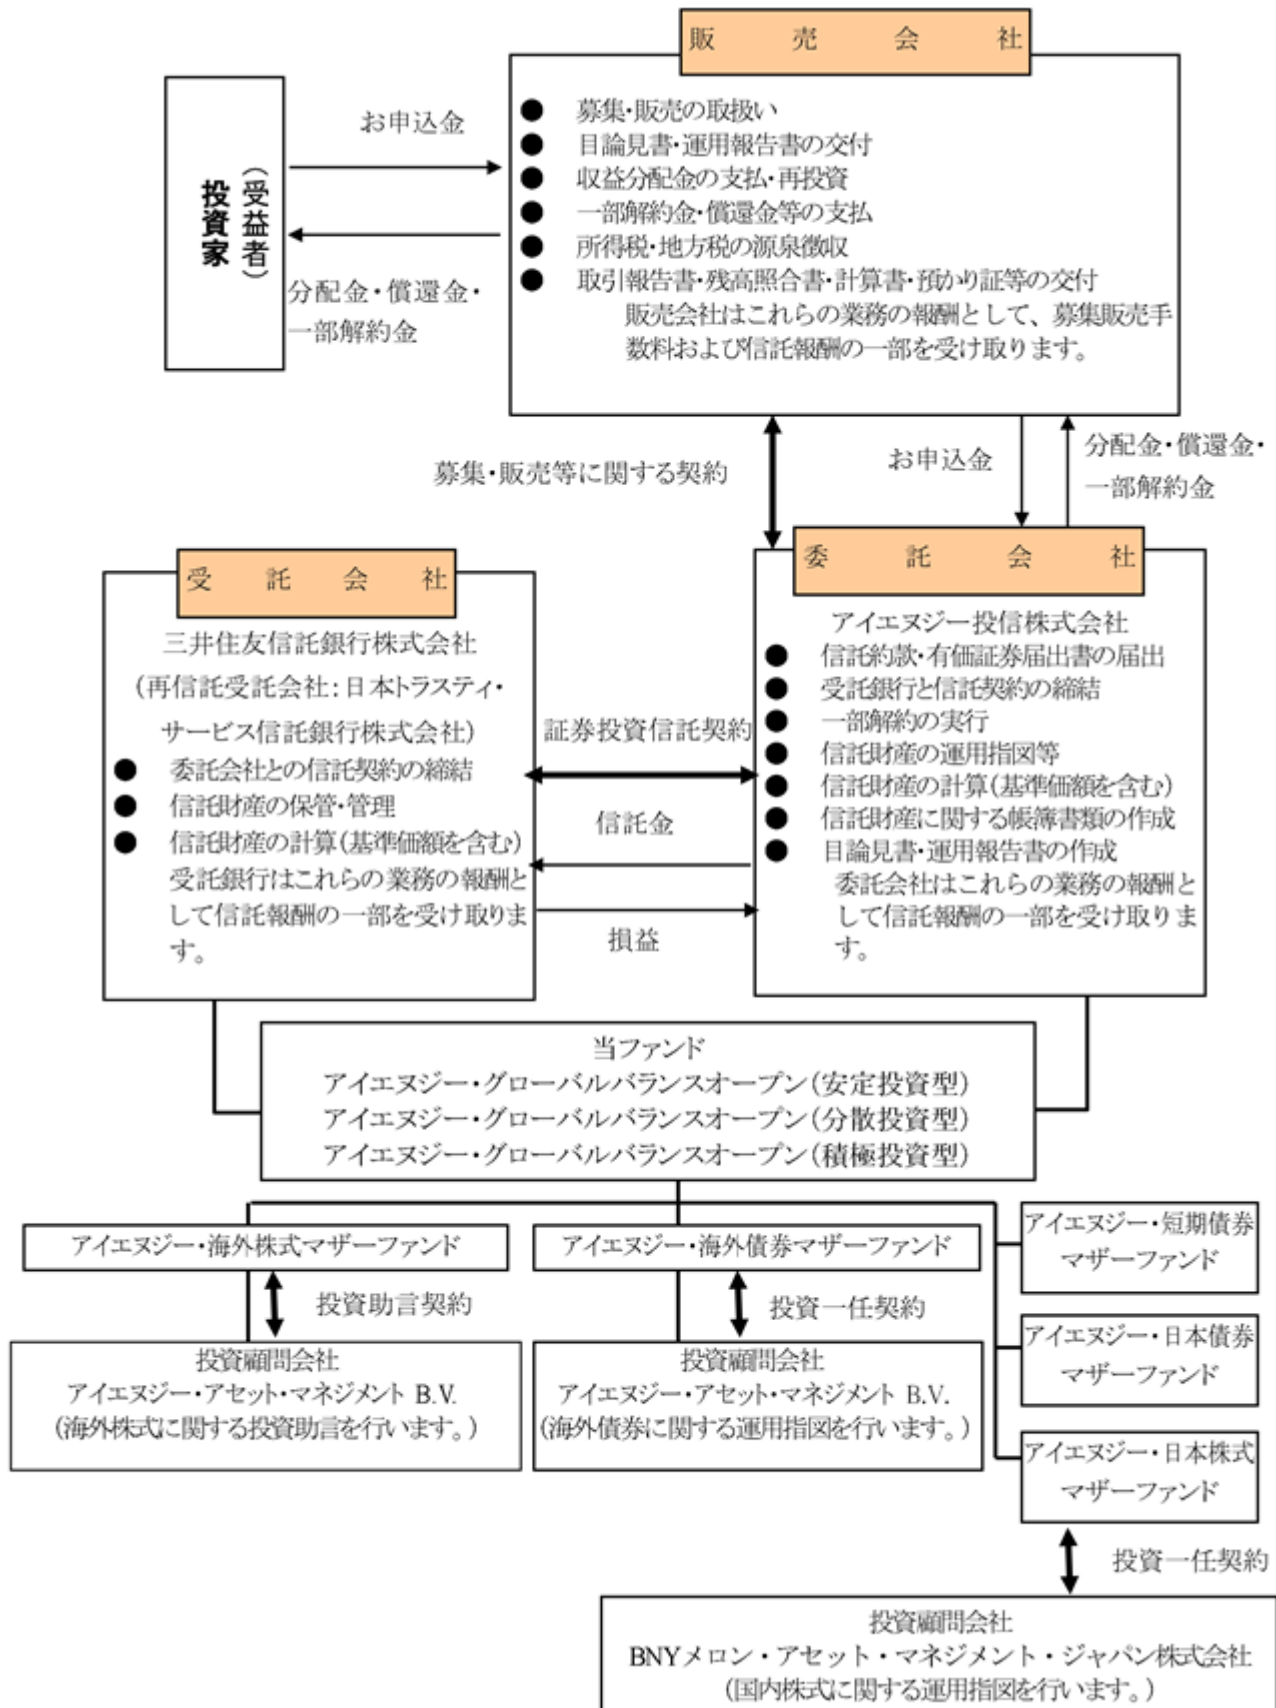 販売会社
● 募集・販売の取扱い
● 目論見書・運用報告書の交付
● 収益分配金の支払・再投資
● 一部解約金・償還金等の支払
● 所得税・地方税の源泉徴収
● 取引報告書・残高照合書・計算書・預かり証等の交付
販売会社はこれらの業務の報酬として、募集販売手
数料および信託報酬の一部を受け取ります。
お申込金
(受益者)
投資家
分配金・償還金・
一部解約金
募集・販売等に関する契約
お申込金
分配金・償還金・
一部解約金
受託会社
三井住友信託銀行株式会社
(再信託受託会社:日本トラスティ・
サービス信託銀行株式会社)
● 委託会社との信託契約の締結
● 信託財産の保管・管理
● 信託財産の計算(基準価額を含む)
受託銀行はこれらの業務の報酬と
して信託報酬の一部を受け取りま
す。
証券投資信託契約
信託金
損益
委託会社
アイエヌジー投信株式会社
● 信託約款・有価証券届出書の届出
● 受託銀行と信託契約の締結
● 一部解約の実行
● 信託財産の運用指図等
● 信託財産の計算(基準価額を含む)
● 信託財産に関する帳簿書類の作成
● 目論見書・運用報告書の作成
委託会社はこれらの業務の報酬と
して信託報酬の一部を受け取りま
す。
当ファンド
アイエヌジー・グローバルバランスオープン(安定投資型)
アイエヌジー・グローバルバランスオープン(分散投資型)
アイエヌジー・グローバルバランスオープン(積極投資型)
アイエヌジー・海外株式マザーファンド
投資助言契約
投資顧問会社
アイエヌジー・アセット・マネジメント B.V.
(海外株式に関する投資助言を行います。)
アイエヌジー・海外債券マザーファンド
投資一任契約
投資顧問会社
アイエヌジー・アセット・マネジメント B.V.
(海外債券に関する運用指図を行います。)
アイエヌジー・短期債券
マザーファンド
アイエヌジー・日本債券
マザーファンド
アイエヌジー・日本株式
マザーファンド
投資一任契約
投資顧問会社
BNYメロン・アセット・マネジメント・ジャパン株式会社
(国内株式に関する運用指図を行います。)